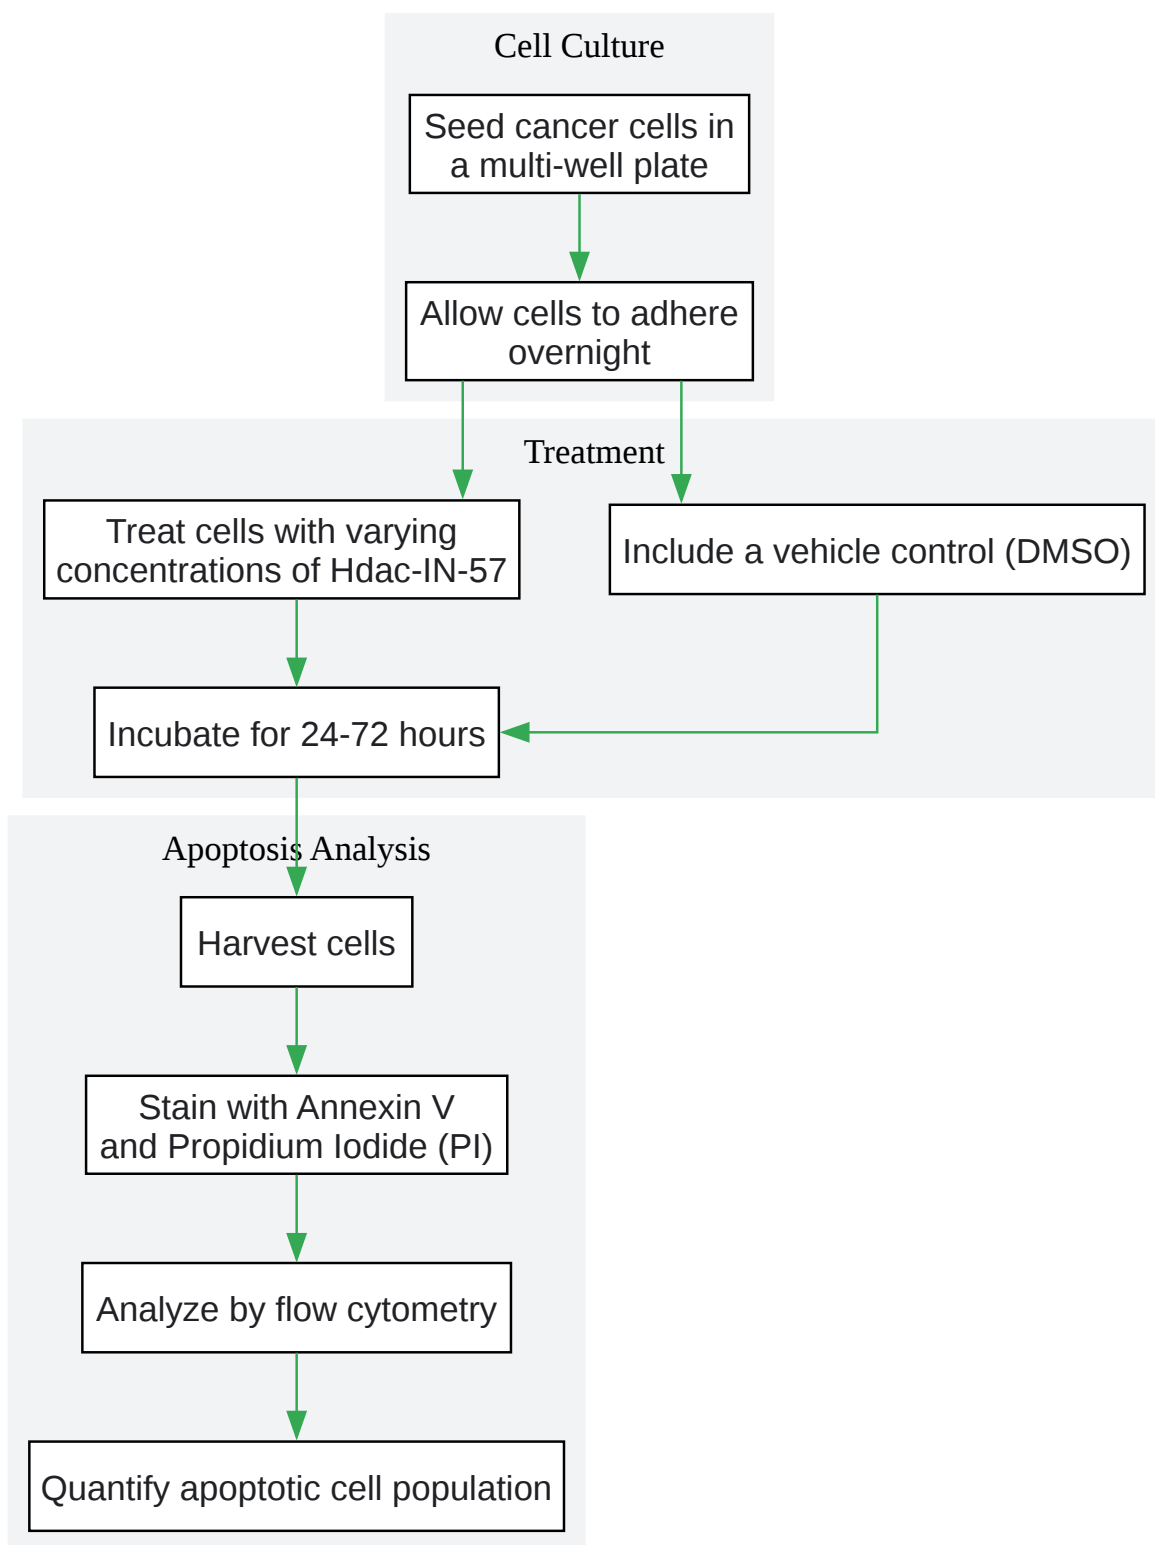 Cell Culture
Seed cancer cells in
a multi-well plate
Allow cells to adhere
overnight
Treatment
Treat cells with varying
concentrations of Hdac-IN-57
Include a vehicle control (DMSO)
Incubate for 24-72 hours
Apoptosis Analysis
Harvest cells
Stain with Annexin V
and Propidium Iodide (PI)
Analyze by flow cytometry
Quantify apoptotic cell population